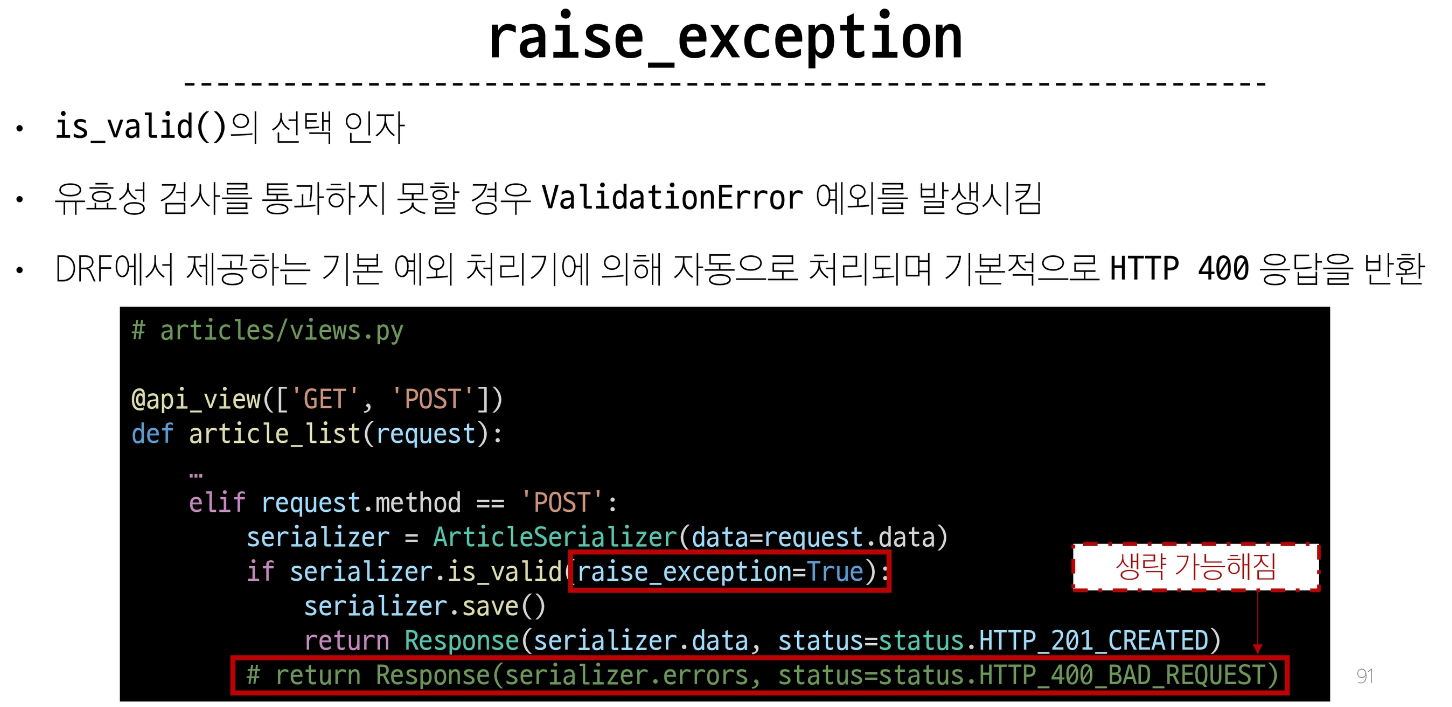 raise_exception
• is_valid()의 선택 인자
• 유효성 검사를 통과하지 못할 경우 ValidationError 예외를 발생시킴
• DRF에서 제공하는 기본 예외 처리기에 의해 자동으로 처리되며 기본적으로 HTTP 400 응답을 반환
# articles/views.py
@api_view(['GET', 'POST'])
def article_list(request):
…
elif request.method == 'POST':
serializer = ArticleSerializer(data=request.data)
if serializer.is_valid(raise_exception=True):
생략 가능해짐
serializer.save()
return Response(serializer.data, status=status.HTTP_201_CREATED)
# return Response(serializer.errors, status=status.HTTP_400_BAD_REQUEST)
91